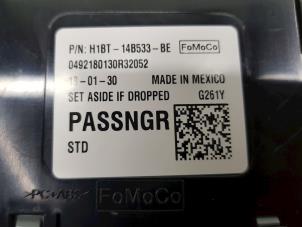 P/N: H1BT-14B533-BE FoMoCo
0492180130R32052
18-01-30 MADE IN MEXICO
SET ASIDE IF DROPPED G261Y
PASSNGR
STD
>PC+ABS< FoMoCo